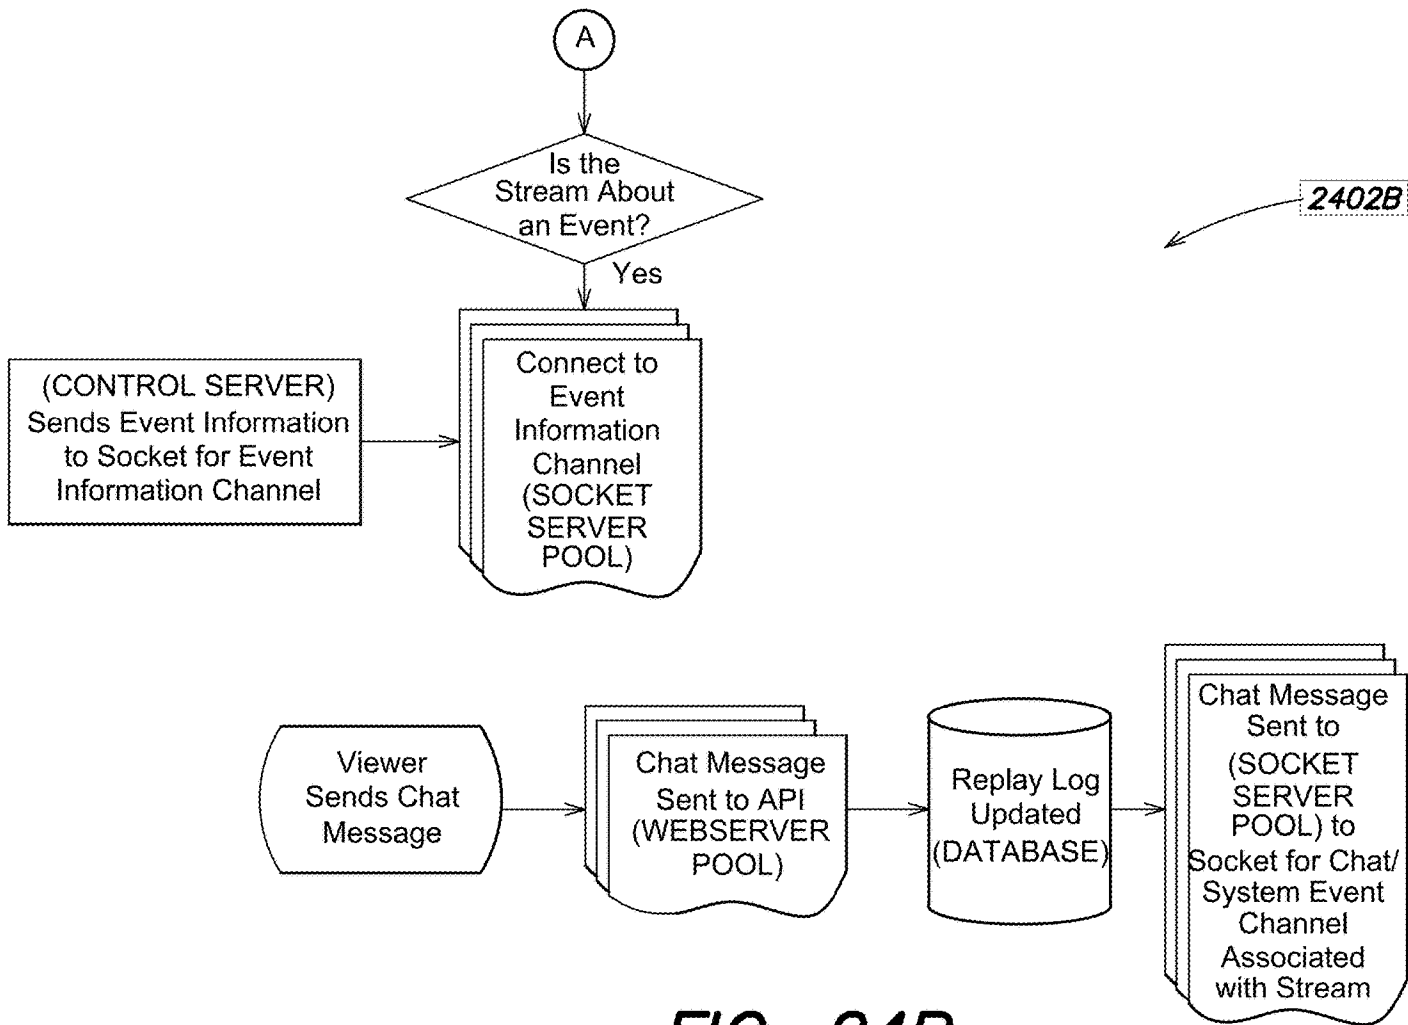 A
Is the
Stream About
an Event?
2402B
Yes
(CONTROL SERVER)
Sends Event Information
to Socket for Event
Information Channel
Connect to
Event
Information
Channel
(SOCKET
SERVER
POOL)
Viewer
Sends Chat
Message
Chat Message
Sent to API
(WEBSERVER
POOL)
Replay Log
Updated
(DATABASE)
Chat Message
Sent to
(SOCKET
SERVER
POOL) to
Socket for Chat/
System Event
Channel
Associated
with Stream